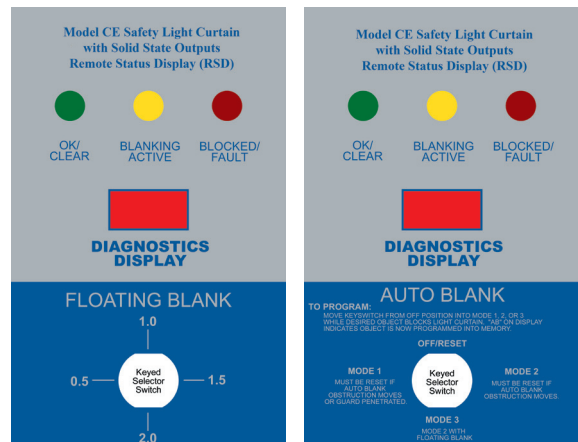 Model CE Safety Light Curtain
with Solid State Outputs
Remote Status Display (RSD)
OK/
CLEAR
BLANKING
ACTIVE
BLOCKED/
FAULT
DIAGNOSTICS
DISPLAY
FLOATING BLANK
1.0
0.5
Keyed
Selector
Switch
1.5
2.0
Model CE Safety Light Curtain
with Solid State Outputs
Remote Status Display (RSD)
OK/
CLEAR
BLANKING
ACTIVE
BLOCKED/
FAULT
DIAGNOSTICS
DISPLAY
AUTO BLANK
TO PROGRAM:
MOVE KEYSWITCH FROM OFF POSITION INTO MODE 1, 2, OR 3
WHILE DESIRED OBJECT BLOCKS LIGHT CURTAIN. "AB" ON DISPLAY
INDICATES OBJECT IS NOW PROGRAMMED INTO MEMORY.
OFF/RESET
MODE 1
MUST BE RESET IF
AUTO BLANK
OBSTRUCTION MOVES
OR GUARD PENETRATED.
Keyed
Selector
Switch
MODE 2
MUST BE RESET IF
AUTO BLANK
OBSTRUCTION MOVES.
MODE 3
MODE 2 WITH
FLOATING BLANK